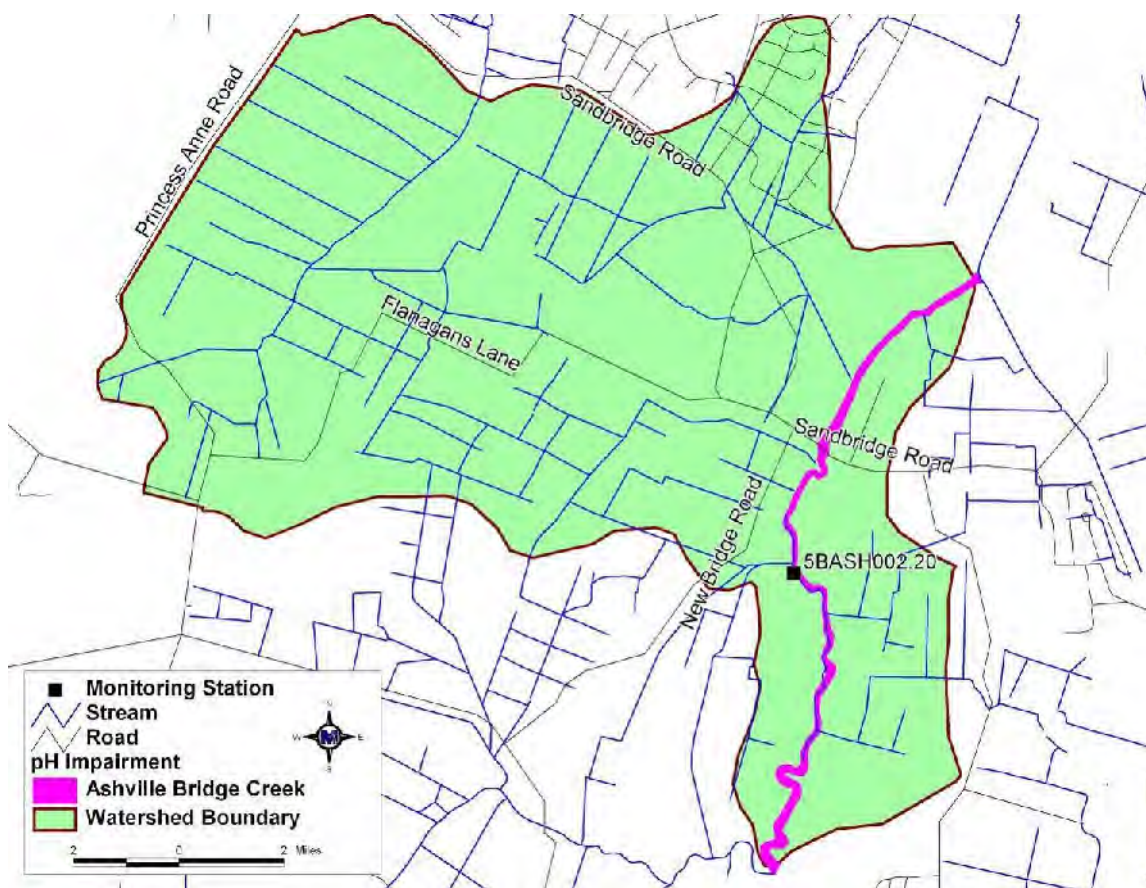 Princess Anne Road
Sandbridge Road
Flanagans Lane
Sandbridge Road
New Bridge Road
5BASH002.20
Monitoring Station
Stream
Road
pH Impairment
Ashville Bridge Creek
Watershed Boundary
2 0 2 Miles
W E